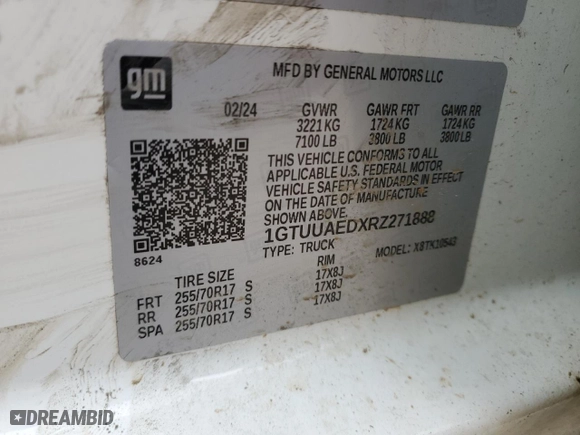 gm
MFD BY GENERAL MOTORS LLC
02/24 GVWR GAWR FRT GAWR RR
3221 KG 1724 KG 1724 KG
7100 LB 3800 LB 3800 LB
THIS VEHICLE CONFORMS TO ALL
APPLICABLE U.S. FEDERAL MOTOR
VEHICLE SAFETY STANDARDS IN EFFECT
ON THE DATE OF MANUFACTURE
SHOWN ABOVE.
1GTUUAEDXRZ271888
TYPE: TRUCK MODEL:
8624
TIRE SIZE RIM
FRT 255/70R17 S 17X8J
RR 255/70R17 S 17X8J
SPA 255/70R17 S 17X8J
DREAMBID